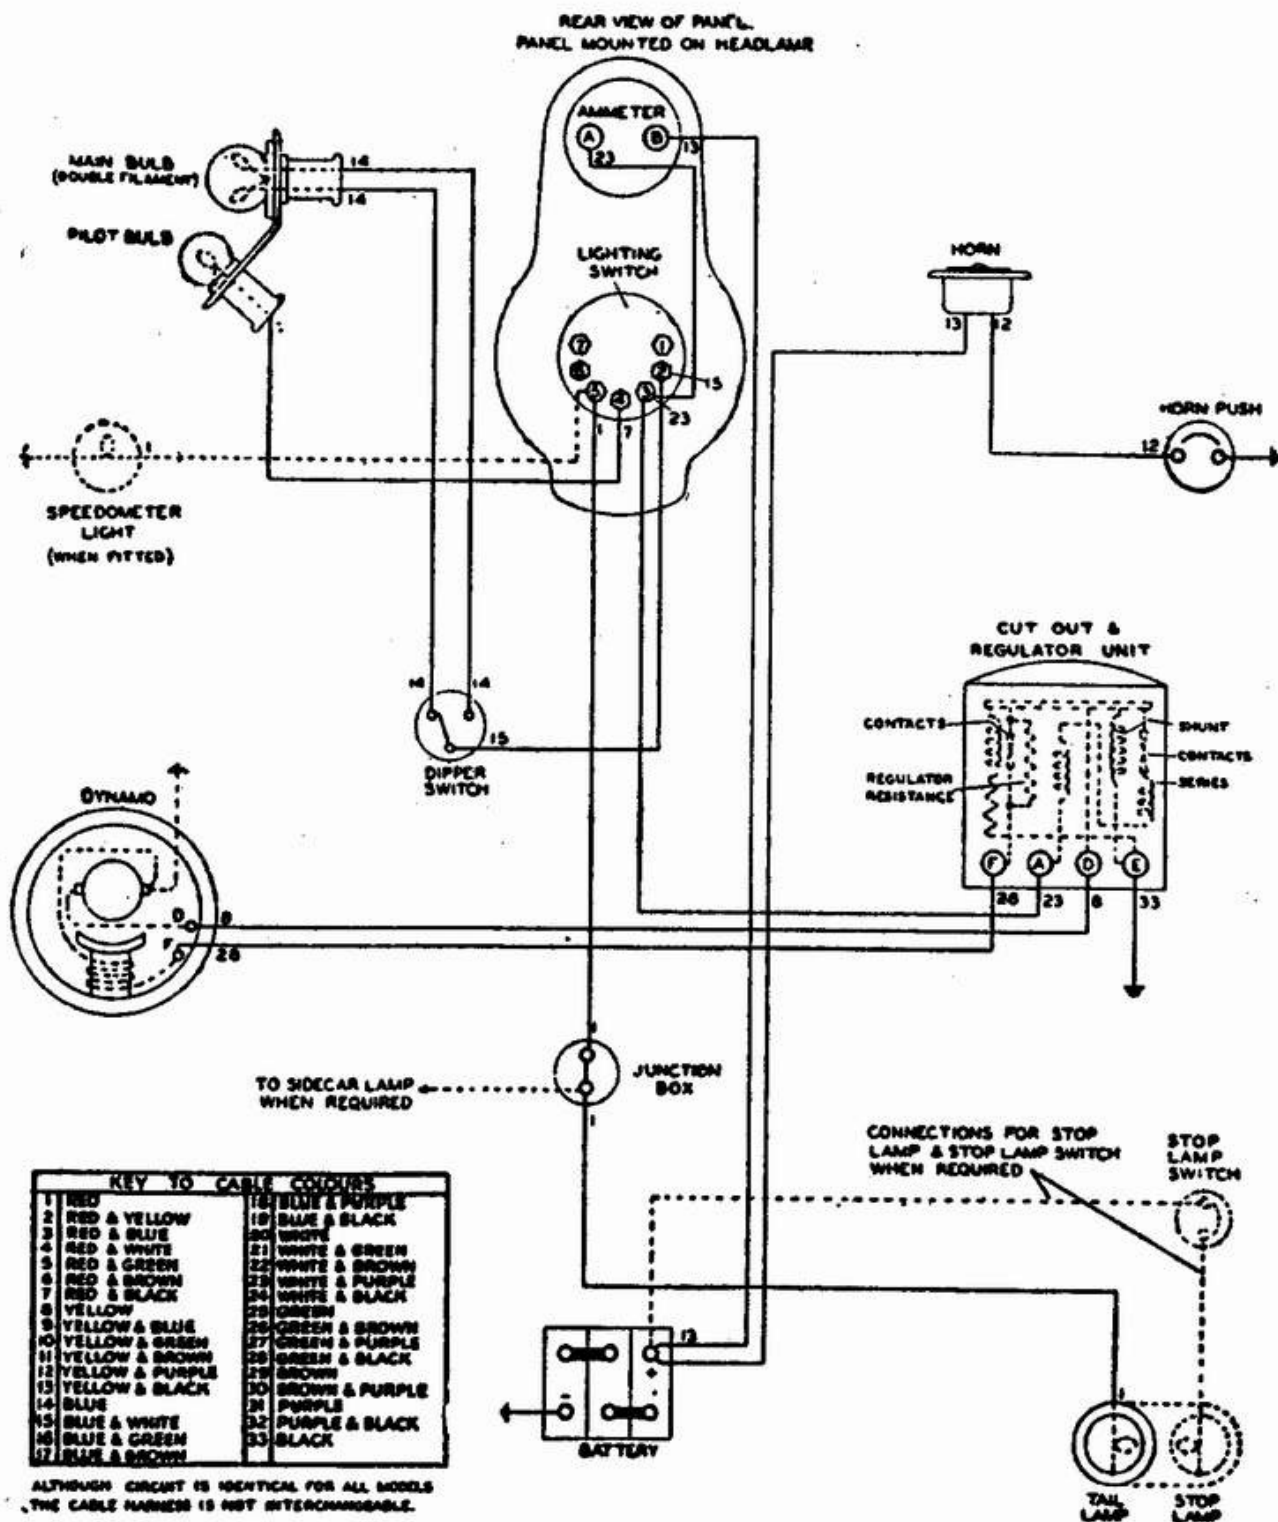 REAR VIEW OF PANEL.
PANEL MOUNTED ON HEADLAMP
AMMETER
A
B
23
13
MAIN BULB
(DOUBLE FILAMENT)
14
14
PILOT BULB
LIGHTING
SWITCH
7
1
6
2
5
4
3
15
23
1
7
HORN
13
12
HORN PUSH
12
1
SPEEDOMETER
LIGHT
(WHEN FITTED)
CUT OUT &
REGULATOR UNIT
CONTACTS
SHUNT
CONTACTS
REGULATOR
RESISTANCE
SERIES
F
A
D
E
26
23
8
33
14
14
15
DIPPER
SWITCH
DYNAMO
D
8
F
26
1
JUNCTION
BOX
TO SIDECAR LAMP
WHEN REQUIRED
1
CONNECTIONS FOR STOP
LAMP & STOP LAMP SWITCH
WHEN REQUIRED
STOP
LAMP
SWITCH
KEY TO CABLE COLOURS
1 RED 18 BLUE & PURPLE
2 RED & YELLOW 19 BLUE & BLACK
3 RED & BLUE 20 WHITE
4 RED & WHITE 21 WHITE & GREEN
5 RED & GREEN 22 WHITE & BROWN
6 RED & BROWN 23 WHITE & PURPLE
7 RED & BLACK 24 WHITE & BLACK
8 YELLOW 25 GREEN
9 YELLOW & BLUE 26 GREEN & BROWN
10 YELLOW & GREEN 27 GREEN & PURPLE
11 YELLOW & BROWN 28 GREEN & BLACK
12 YELLOW & PURPLE 29 BROWN
13 YELLOW & BLACK 30 BROWN & PURPLE
14 BLUE 31 PURPLE
15 BLUE & WHITE 32 PURPLE & BLACK
16 BLUE & GREEN 33 BLACK
17 BLUE & BROWN
13
+
-
BATTERY
1
TAIL
LAMP
STOP
LAMP
ALTHOUGH CIRCUIT IS IDENTICAL FOR ALL MODELS
THE CABLE HARNESS IS NOT INTERCHANGEABLE.